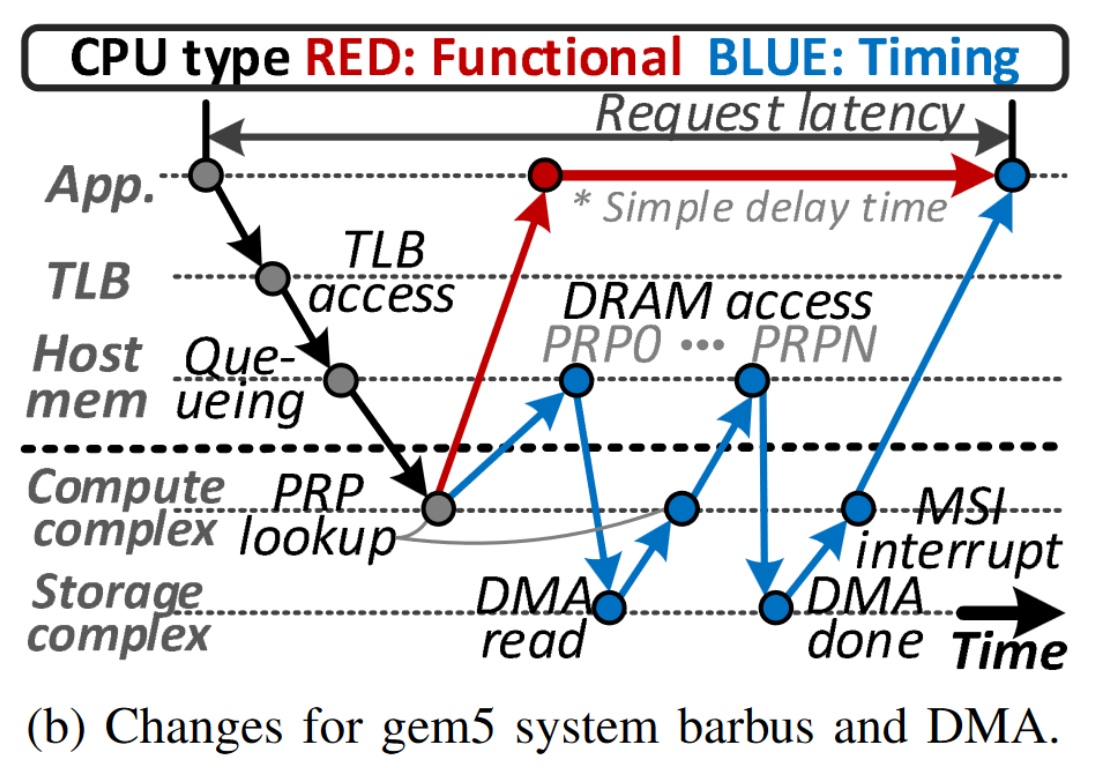 CPU type RED: Functional BLUE: Timing
Request latency
App.
* Simple delay time
TLB
TLB
access
DRAM access
PRP0 ••• PRPN
Host
mem
Que-
ueing
Compute
complex
PRP
lookup
MSI
interrupt
Storage
complex
DMA
read
DMA
done
Time
(b) Changes for gem5 system barbus and DMA.